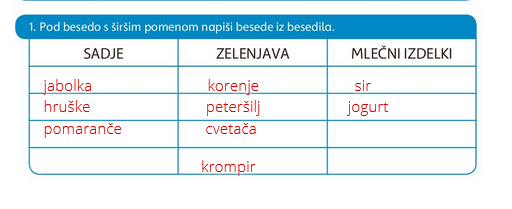 1. Pod besedo s širšim pomenom napiši besede iz besedila.
SADJE ZELENJAVA MLEČNI IZDELKI
jabolka korenje sir
hruške peteršilj jogurt
pomaranče cvetača
krompir